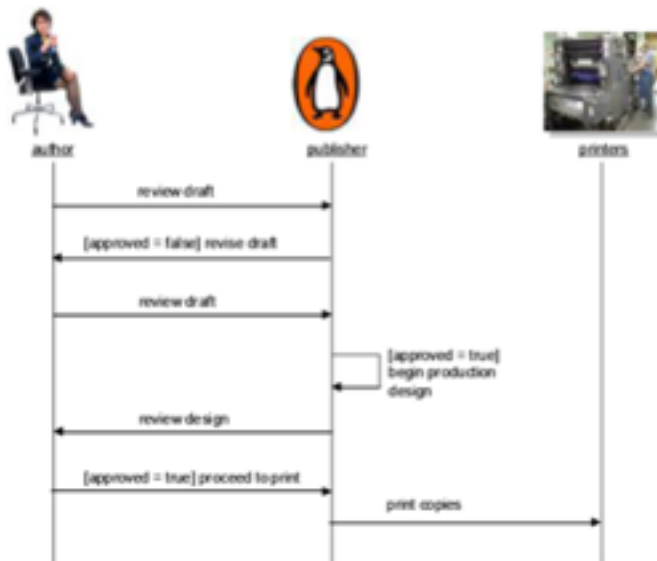 author
publisher
printers
review draft
[approved = false] revise draft
review draft
[approved = true]
begin production
design
review design
[approved = true] proceed to print
print copies